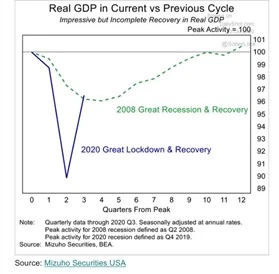 Real GDP in Current vs Previous Cycle
Impressive but Incomplete Recovery in Real GDP
Peak Activity = 100
101
100
99
98
97
96
95
94
93
92
91
90
89
2008 Great Recession & Recovery
2020 Great Lockdown & Recovery
0 1 2 3 4 5 6 7 8 9 10 11 12
Quarters From Peak
Note: Quarterly data through 2020 Q3. Seasonally adjusted at annual rates.
Peak activity for 2008 recession defined as Q2 2008.
Peak activity for 2020 recession defined as Q4 2019.
Source: Mizuho Securities, BEA.
Source: Mizuho Securities USA